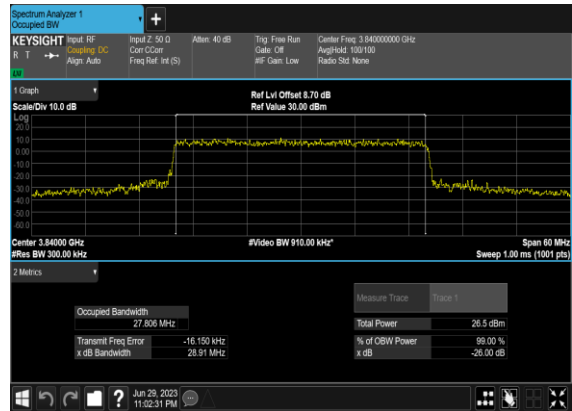 Spectrum Analyzer 1
Occupied BW
+
KEYSIGHT Input: RF Input Z: 50 Ω Atten: 40 dB Trig: Free Run Center Freq: 3.840000000 GHz
R T Coupling: DC Corr CCorr Gate: Off Avg|Hold: 100/100
Align: Auto Freq Ref: Int (S) #IF Gain: Low Radio Std: None
1 Graph
Ref Lvl Offset 8.70 dB
Scale/Div 10.0 dB Ref Value 30.00 dBm
Log
20.0
10.0
0.00
-10.0
-20.0
-30.0
-40.0
-50.0
-60.0
Center 3.84000 GHz #Video BW 910.00 kHz* Span 60 MHz
#Res BW 300.00 kHz Sweep 1.00 ms (1001 pts)
2 Metrics
Measure Trace Trace 1
Occupied Bandwidth
27.806 MHz Total Power 26.5 dBm
Transmit Freq Error -16.150 kHz % of OBW Power 99.00 %
x dB Bandwidth 28.91 MHz x dB -26.00 dB
? Jun 29, 2023
11:02:31 PM